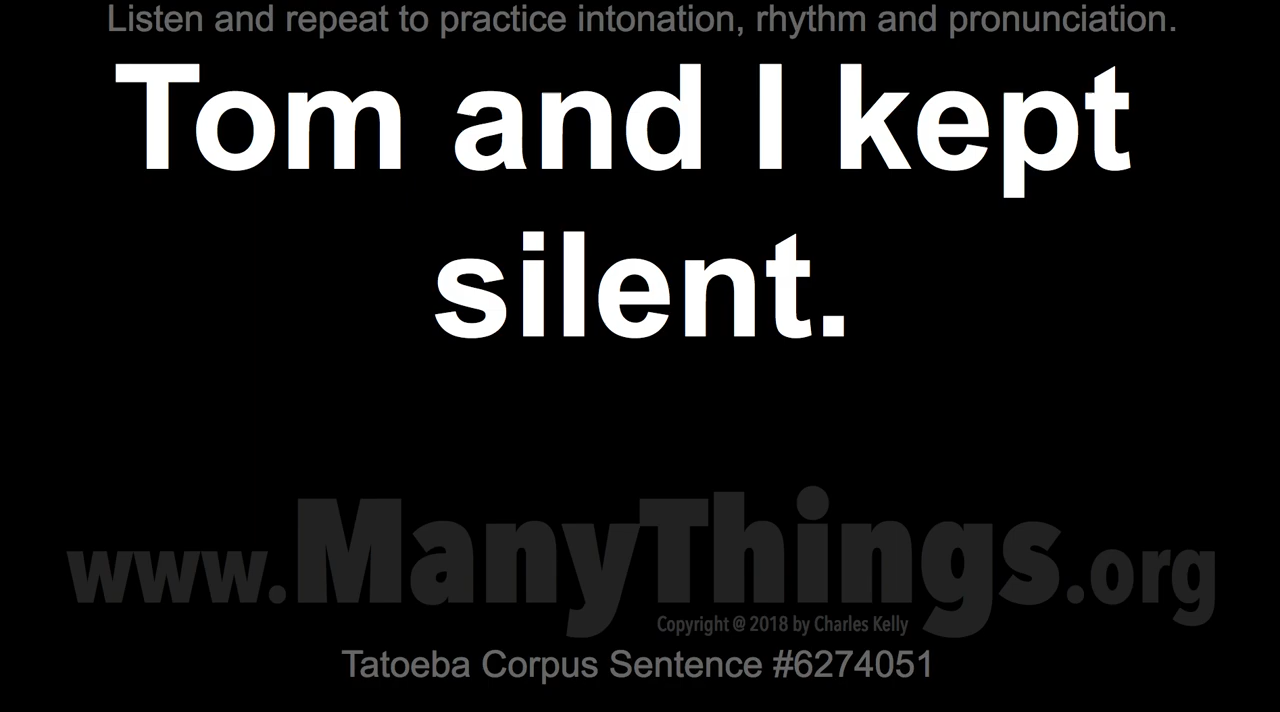 Listen and repeat to practice intonation, rhythm and pronunciation.
Tom and I kept
silent.
www.ManyThings.org
Copyright @ 2018 by Charles Kelly
Tatoeba Corpus Sentence #6274051